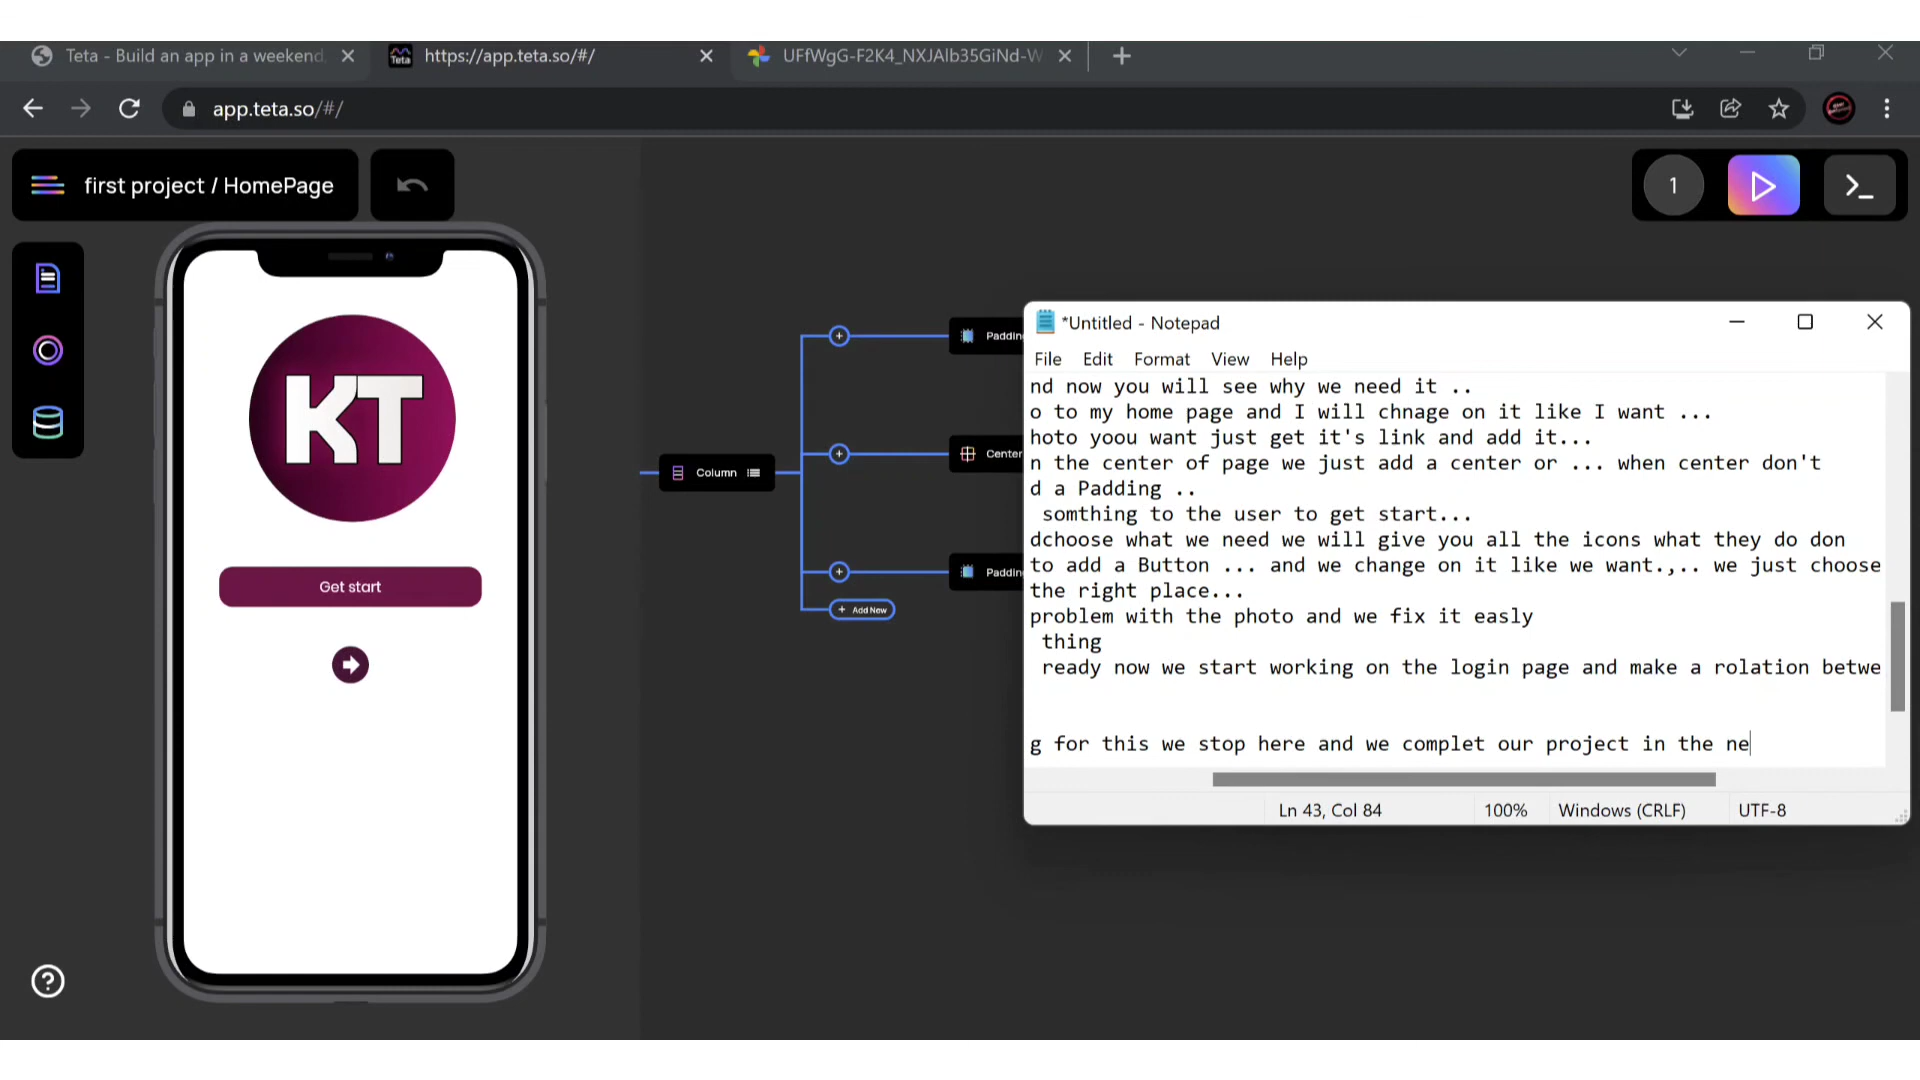 Teta - Build an app in a weekend,
https://app.teta.so/#/
UFfWgG-F2K4_NXJAlb35GiNd-W
app.teta.so/#/
first project / HomePage
1
KT
Get start
Column
Padding
Center
Padding
Add New
*Untitled - Notepad
File Edit Format View Help
nd now you will see why we need it ..
o to my home page and I will chnage on it like I want ...
hoto yoou want just get it's link and add it...
n the center of page we just add a center or ... when center don't
d a Padding ..
somthing to the user to get start...
dchoose what we need we will give you all the icons what they do don
to add a Button ... and we change on it like we want.,.. we just choose
the right place...
problem with the photo and we fix it easly
thing
ready now we start working on the login page and make a rolation betwe
g for this we stop here and we complet our project in the ne
Ln 43, Col 84
100%
Windows (CRLF)
UTF-8